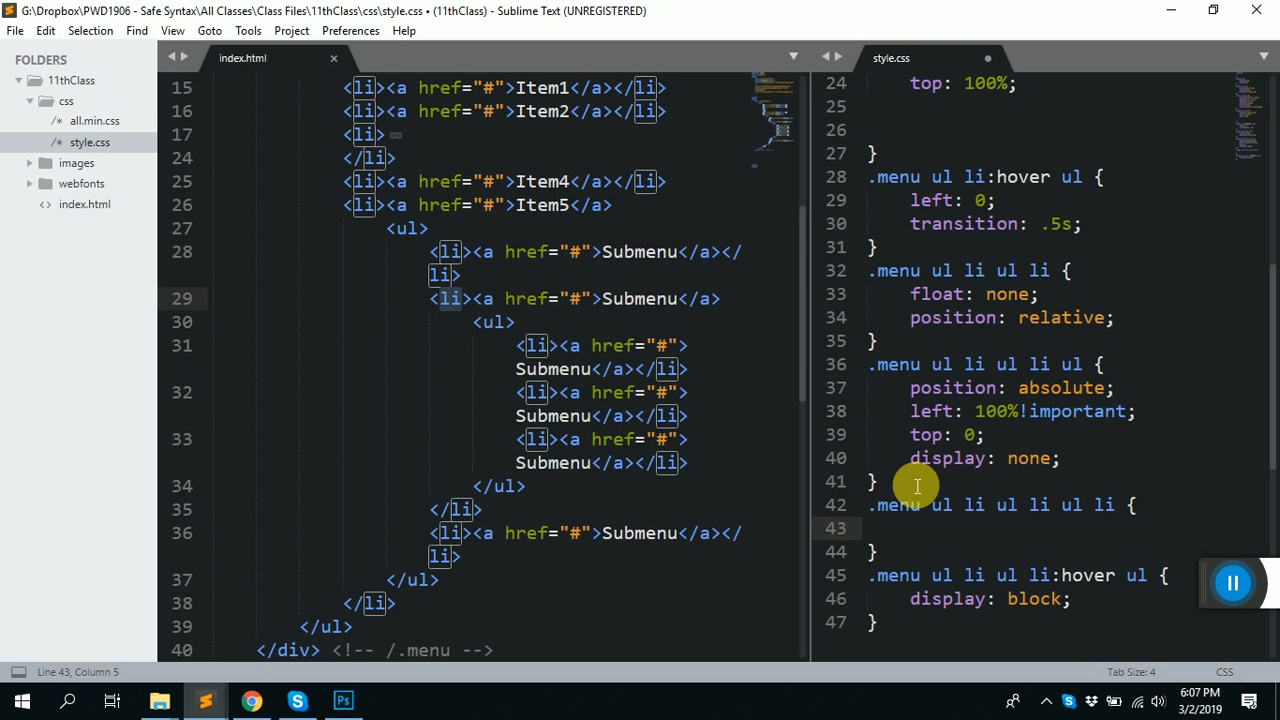 G:\Dropbox\PWD1906 - Safe Syntax\All Classes\Class Files\11thClass\css\style.css • (11thClass) - Sublime Text (UNREGISTERED)
File Edit Selection Find View Goto Tools Project Preferences Help
FOLDERS
11thClass
css
/* all.min.css
/* style.css
images
webfonts
<> index.html
index.html
15 <li><a href="#">Item1</a></li>
16 <li><a href="#">Item2</a></li>
17 <li>
24 </li>
25 <li><a href="#">Item4</a></li>
26 <li><a href="#">Item5</a>
27 <ul>
28 <li><a href="#">Submenu</a></
li>
29 <li><a href="#">Submenu</a>
30 <ul>
31 <li><a href="#">
Submenu</a></li>
32 <li><a href="#">
Submenu</a></li>
33 <li><a href="#">
Submenu</a></li>
34 </ul>
35 </li>
36 <li><a href="#">Submenu</a></
li>
37 </ul>
38 </li>
39 </ul>
40 </div> <!-- /.menu -->
style.css
24 top: 100%;
25
26
27 }
28 .menu ul li:hover ul {
29 left: 0;
30 transition: .5s;
31 }
32 .menu ul li ul li {
33 float: none;
34 position: relative;
35 }
36 .menu ul li ul li ul {
37 position: absolute;
38 left: 100%!important;
39 top: 0;
40 display: none;
41 }
42 .menu ul li ul li ul li {
43
44 }
45 .menu ul li ul li:hover ul {
46 display: block;
47 }
Line 43, Column 5
Tab Size: 4
CSS
6:07 PM
3/2/2019